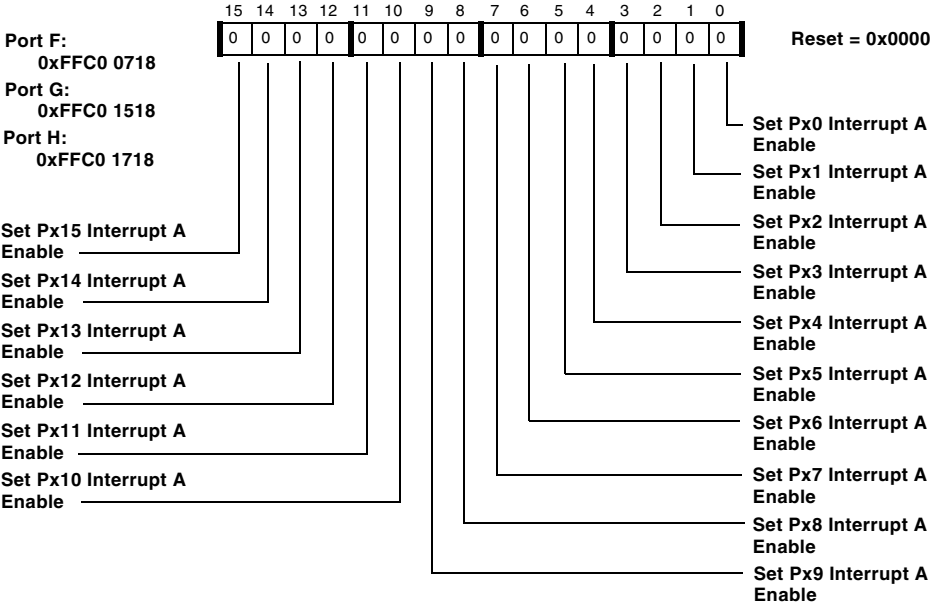 15 14 13 12 11 10 9 8 7 6 5 4 3 2 1 0
0 0 0 0 0 0 0 0 0 0 0 0 0 0 0 0
Reset = 0x0000
Port F:
0xFFC0 0718
Port G:
0xFFC0 1518
Port H:
0xFFC0 1718
Set Px15 Interrupt A
Enable
Set Px14 Interrupt A
Enable
Set Px13 Interrupt A
Enable
Set Px12 Interrupt A
Enable
Set Px11 Interrupt A
Enable
Set Px10 Interrupt A
Enable
Set Px0 Interrupt A
Enable
Set Px1 Interrupt A
Enable
Set Px2 Interrupt A
Enable
Set Px3 Interrupt A
Enable
Set Px4 Interrupt A
Enable
Set Px5 Interrupt A
Enable
Set Px6 Interrupt A
Enable
Set Px7 Interrupt A
Enable
Set Px8 Interrupt A
Enable
Set Px9 Interrupt A
Enable